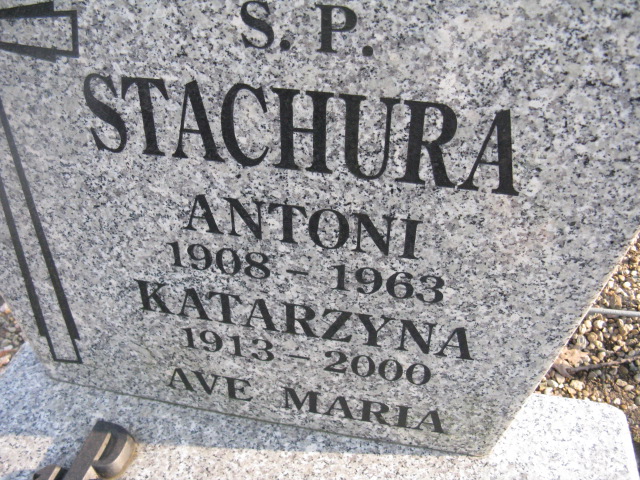 S. P.
STACHURA
ANTONI
1908 - 1963
KATARZYNA
1913 - 2000
AVE MARIA